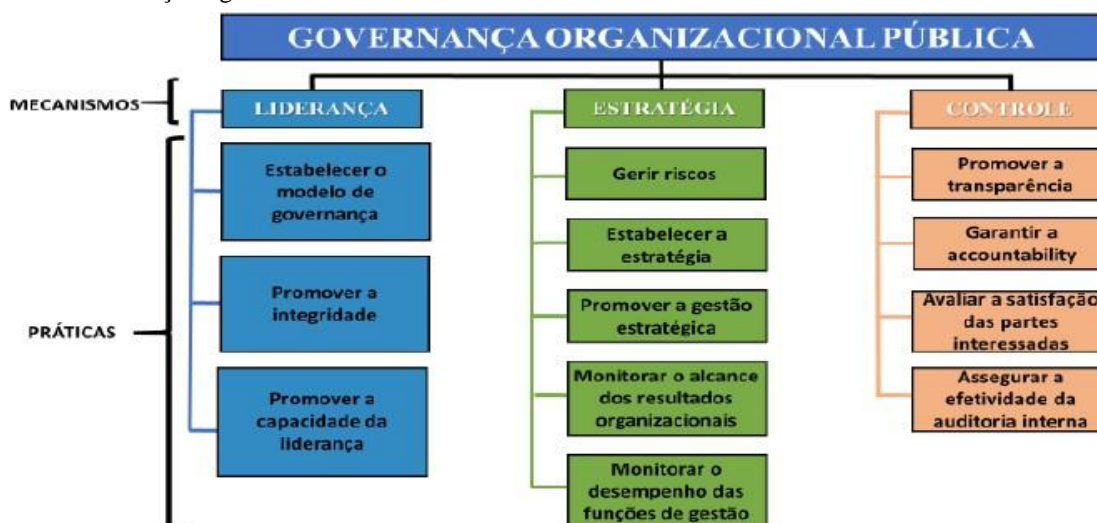 GOVERNANÇA ORGANIZACIONAL PÚBLICA
MECANISMOS
LIDERANÇA
ESTRATÉGIA
CONTROLE
PRÁTICAS
Estabelecer o
modelo de
governança
Promover a
integridade
Promover a
capacidade da
liderança
Gerir riscos
Estabelecer a
estratégia
Promover a gestão
estratégica
Monitorar o alcance
dos resultados
organizacionais
Monitorar o
desempenho das
funções de gestão
Promover a
transparência
Garantir a
accountability
Avaliar a satisfação
das partes
interessadas
Assegurar a
efetividade da
auditoria interna